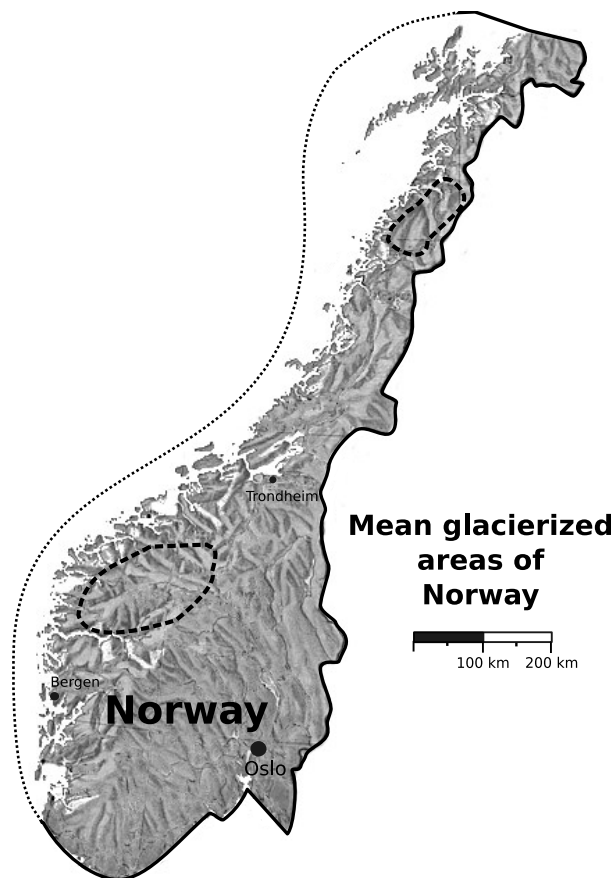 Trondheim
Mean glacierized
areas of
Norway
100 km 200 km
Bergen
Norway
Oslo